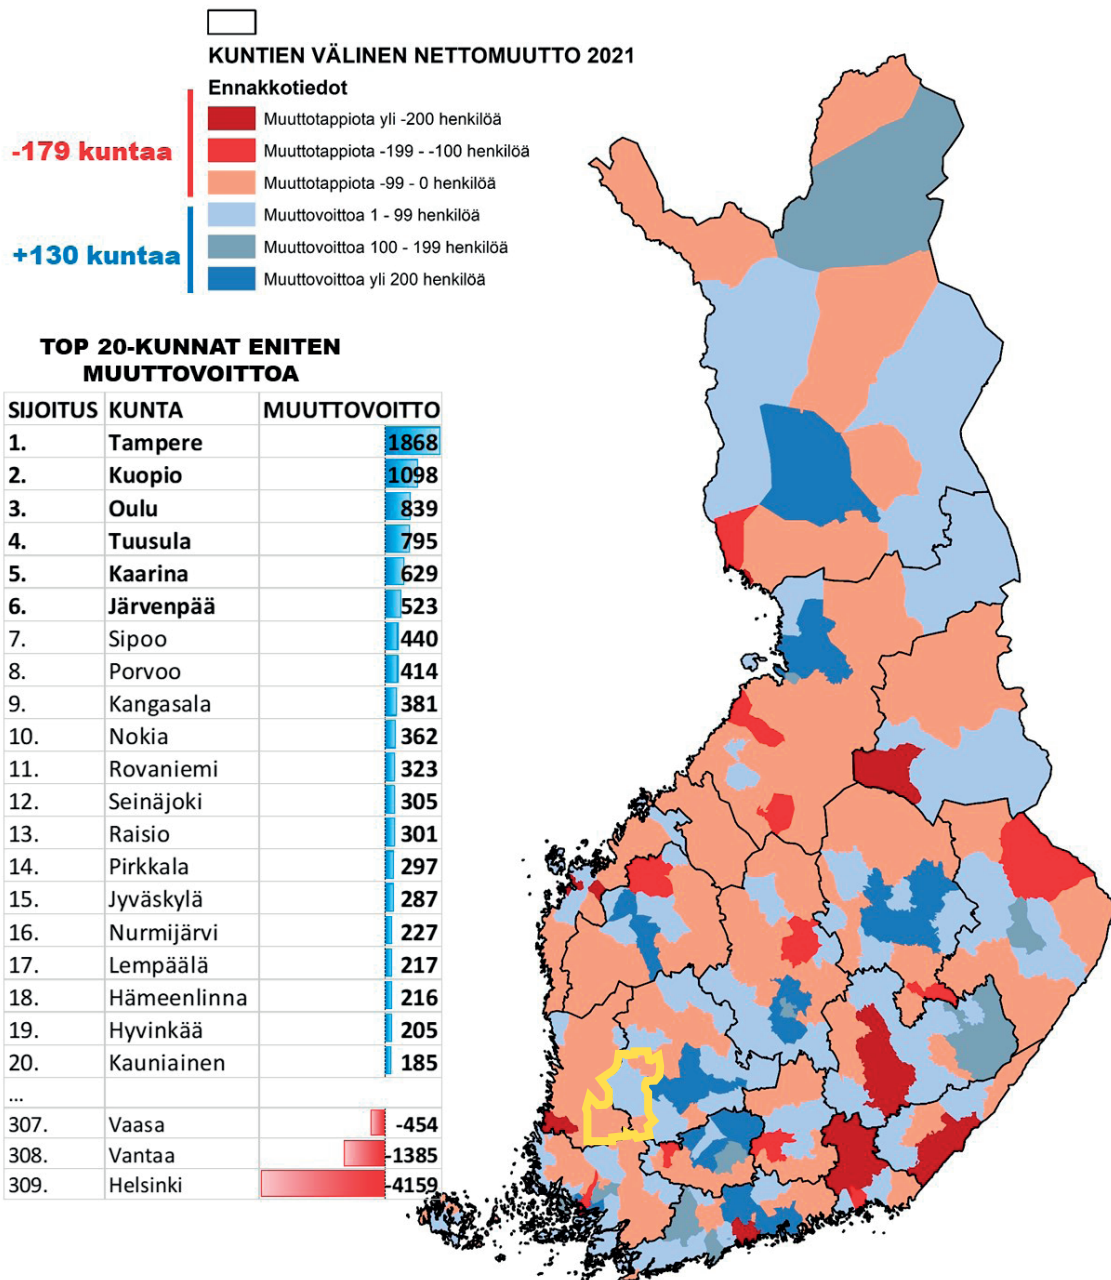 KUNTIEN VÄLINEN NETTOMUUTTO 2021
Ennakkotiedot
Muuttotappiota yli -200 henkilöä
-179 kuntaa
Muuttotappiota -199 - -100 henkilöä
Muuttotappiota -99 - 0 henkilöä
Muuttovoittoa 1 - 99 henkilöä
+130 kuntaa
Muuttovoittoa 100 - 199 henkilöä
Muuttovoittoa yli 200 henkilöä
TOP 20-KUNNAT ENITEN
MUUTTOVOITTOA
SIJOITUS KUNTA MUUTTOVOITTO
1. Tampere 1868
2. Kuopio 1098
3. Oulu 839
4. Tuusula 795
5. Kaarina 629
6. Järvenpää 523
7. Sipoo 440
8. Porvoo 414
9. Kangasala 381
10. Nokia 362
11. Rovaniemi 323
12. Seinäjoki 305
13. Raisio 301
14. Pirkkala 297
15. Jyväskylä 287
16. Nurmijärvi 227
17. Lempäälä 217
18. Hämeenlinna 216
19. Hyvinkää 205
20. Kauniainen 185
...
307. Vaasa -454
308. Vantaa -1385
309. Helsinki -4159